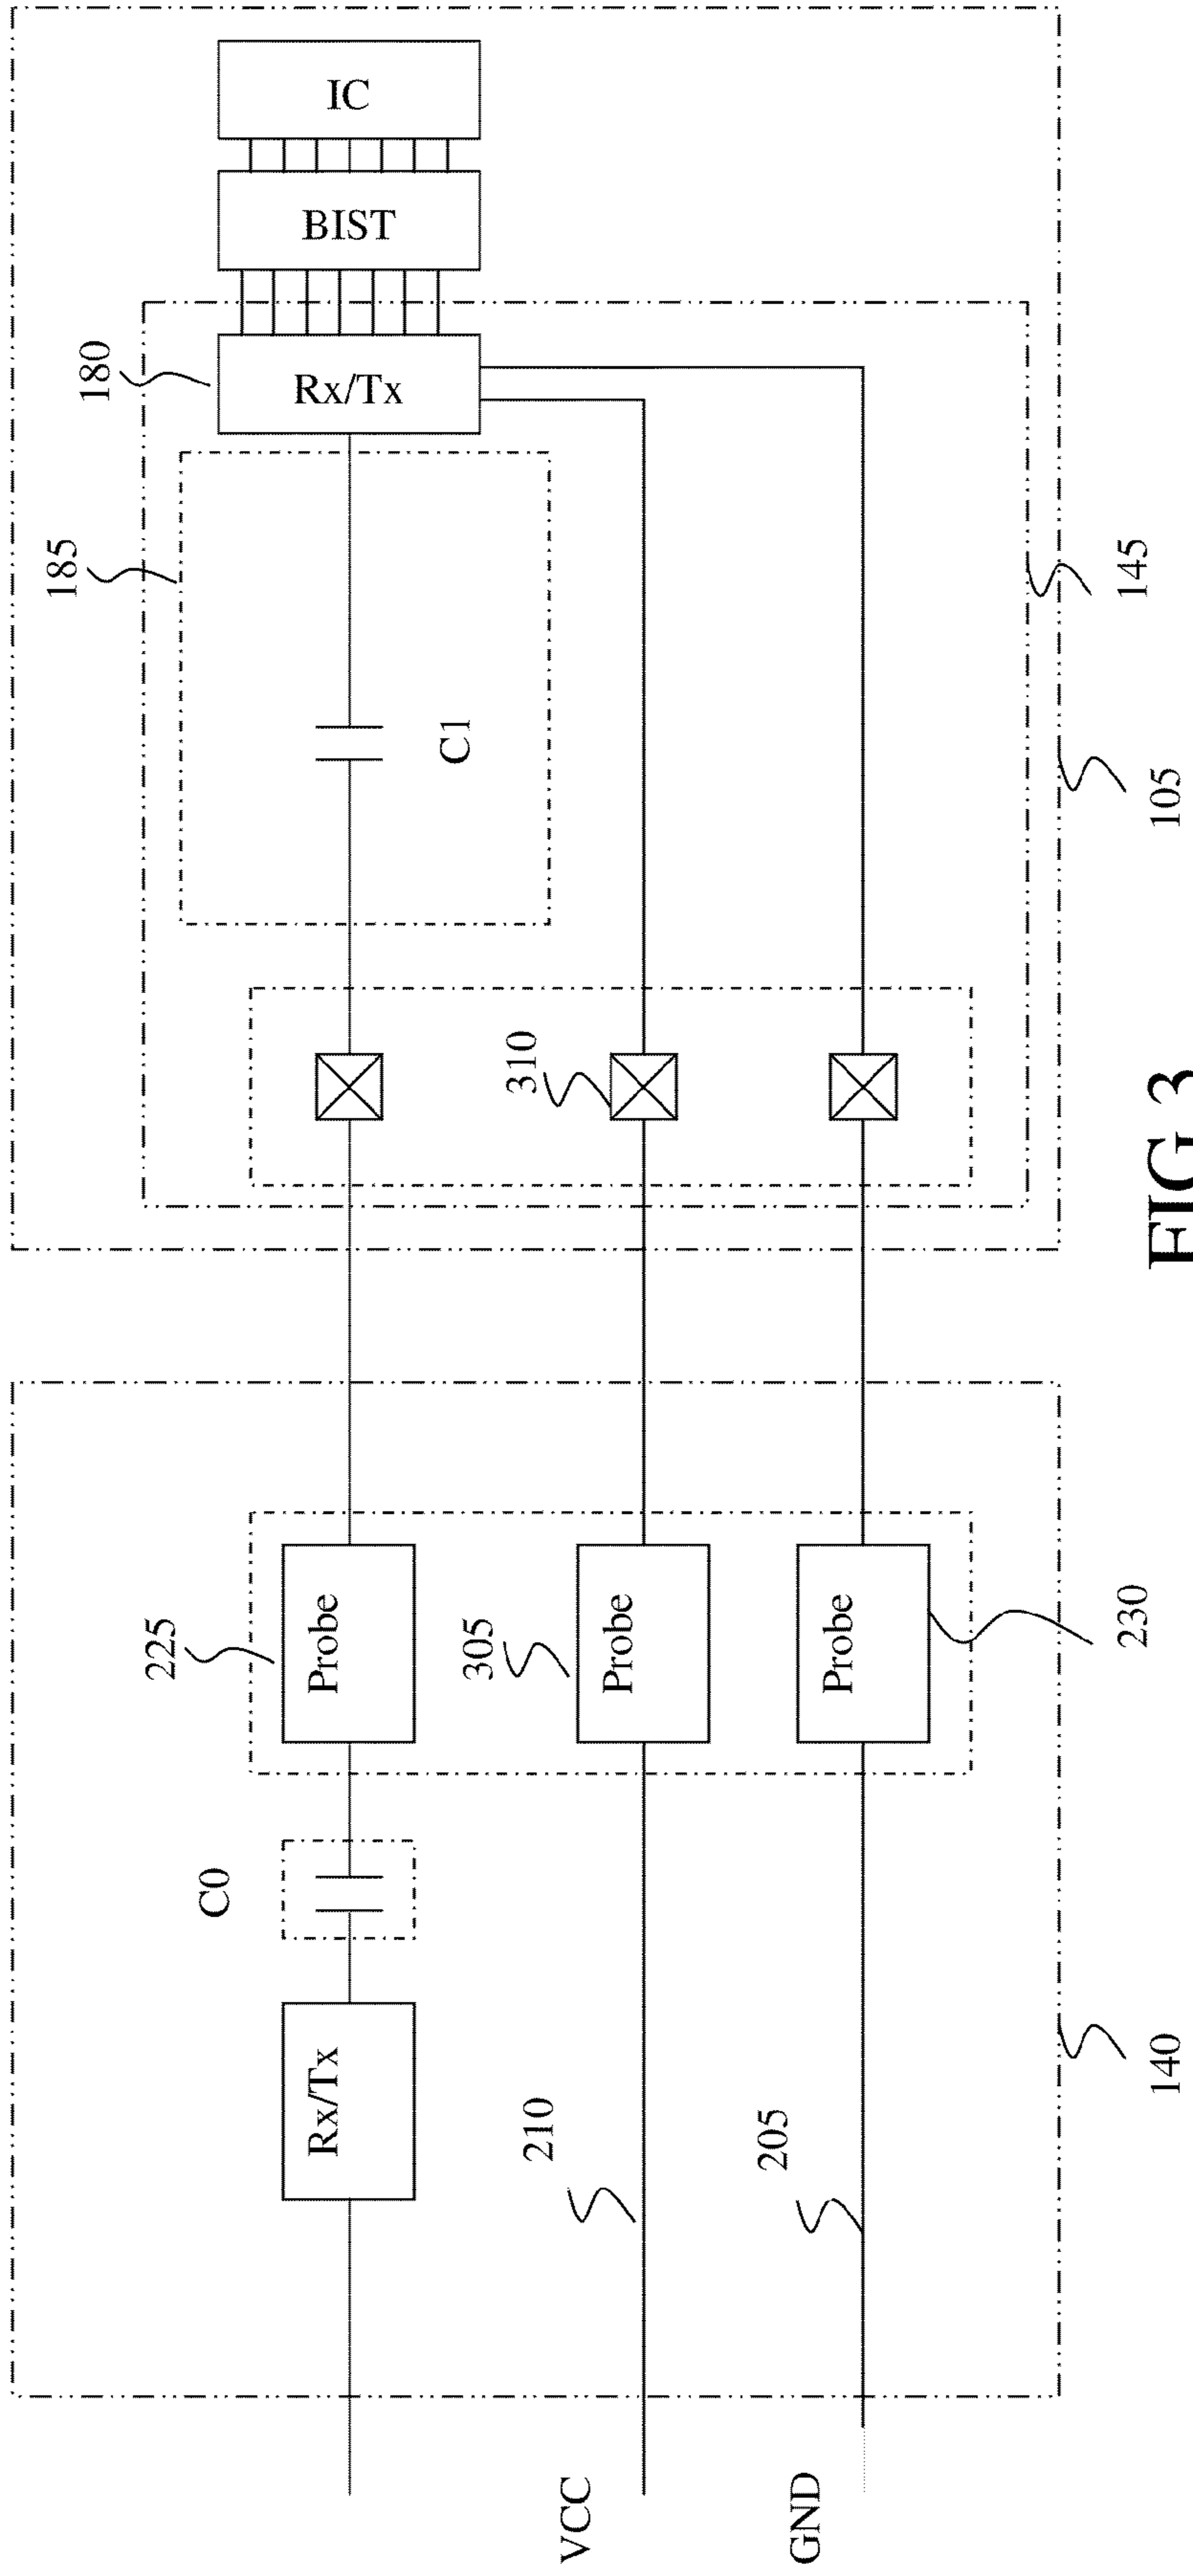 185
180
225
C0
Rx/Tx
Probe
C1
Rx/Tx
BIST
IC
305
310
210
VCC
Probe
205
GND
Probe
230
145
140
105
FIG 3